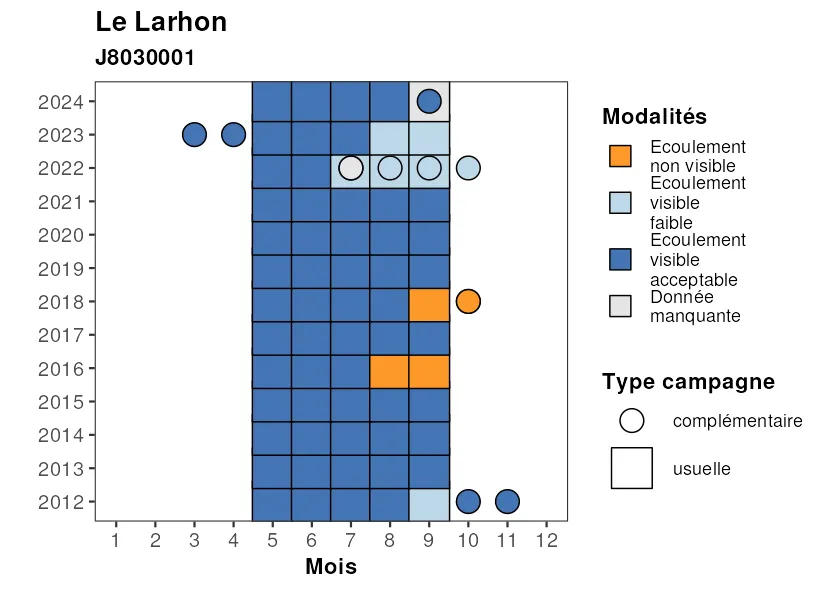 Le Larhon
J8030001
2024
2023
2022
2021
2020
2019
2018
2017
2016
2015
2014
2013
2012
1 2 3 4 5 6 7 8 9 10 11 12
Mois
Modalités
Ecoulement
non visible
Ecoulement
visible
faible
Ecoulement
visible
acceptable
Donnée
manquante
Type campagne
complémentaire
usuelle